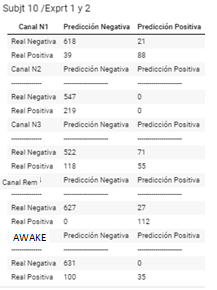 Subjt 10 /Exprt 1 y 2
Canal N1 Predicción Negativa Predicción Positiva
--------------- ---------------
Real Negativa 618 21
Real Positiva 39 88
Canal N2 Predicción Negativa Predicción Positiva
--------------- ---------------
Real Negativa 547 0
Real Positiva 219 0
Canal N3 Predicción Negativa Predicción Positiva
--------------- ---------------
Real Negativa 522 71
Real Positiva 118 55
Canal Rem Predicción Negativa Predicción Positiva
--------------- ---------------
Real Negativa 627 27
Real Positiva 0 112
AWAKE Predicción Negativa Predicción Positiva
--------------- ---------------
Real Negativa 631 0
Real Positiva 100 35